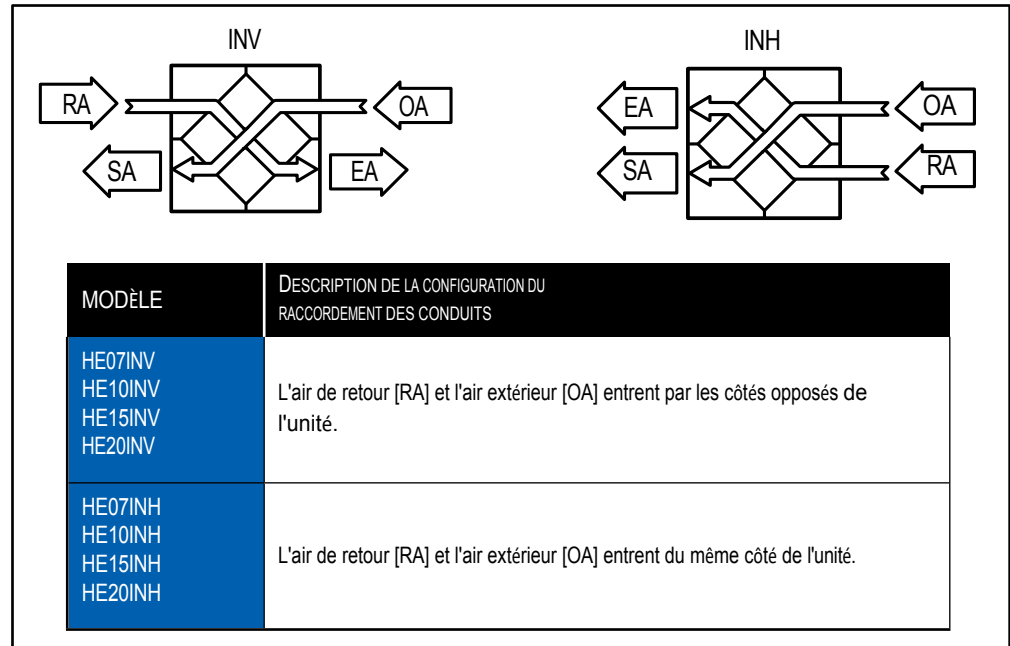 INV
RA
OA
SA
EA
INH
EA
OA
SA
RA
MODÈLE
DESCRIPTION DE LA CONFIGURATION DU
RACCORDEMENT DES CONDUITS
HE07INV
HE10INV
HE15INV
HE20INV
L'air de retour [RA] et l'air extérieur [OA] entrent par les côtés opposés de
l'unité.
HE07INH
HE10INH
HE15INH
HE20INH
L'air de retour [RA] et l'air extérieur [OA] entrent du même côté de l'unité.